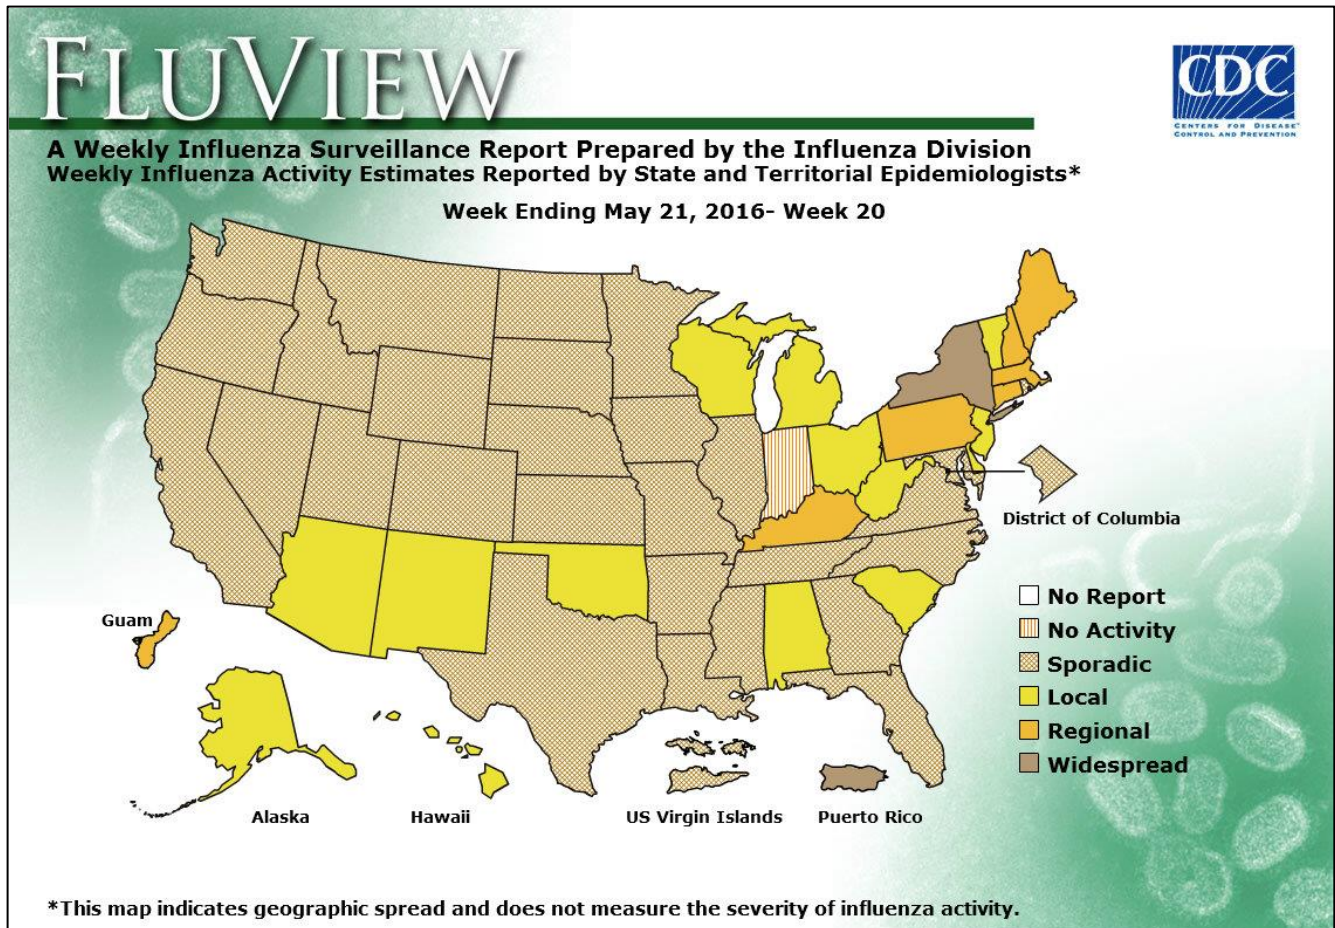 FLUVIEW
CDC
CENTERS FOR DISEASE™
CONTROL AND PREVENTION
A Weekly Influenza Surveillance Report Prepared by the Influenza Division
Weekly Influenza Activity Estimates Reported by State and Territorial Epidemiologists*
Week Ending May 21, 2016- Week 20
District of Columbia
No Report
No Activity
Sporadic
Local
Regional
Widespread
Guam
Alaska
Hawaii
US Virgin Islands
Puerto Rico
*This map indicates geographic spread and does not measure the severity of influenza activity.